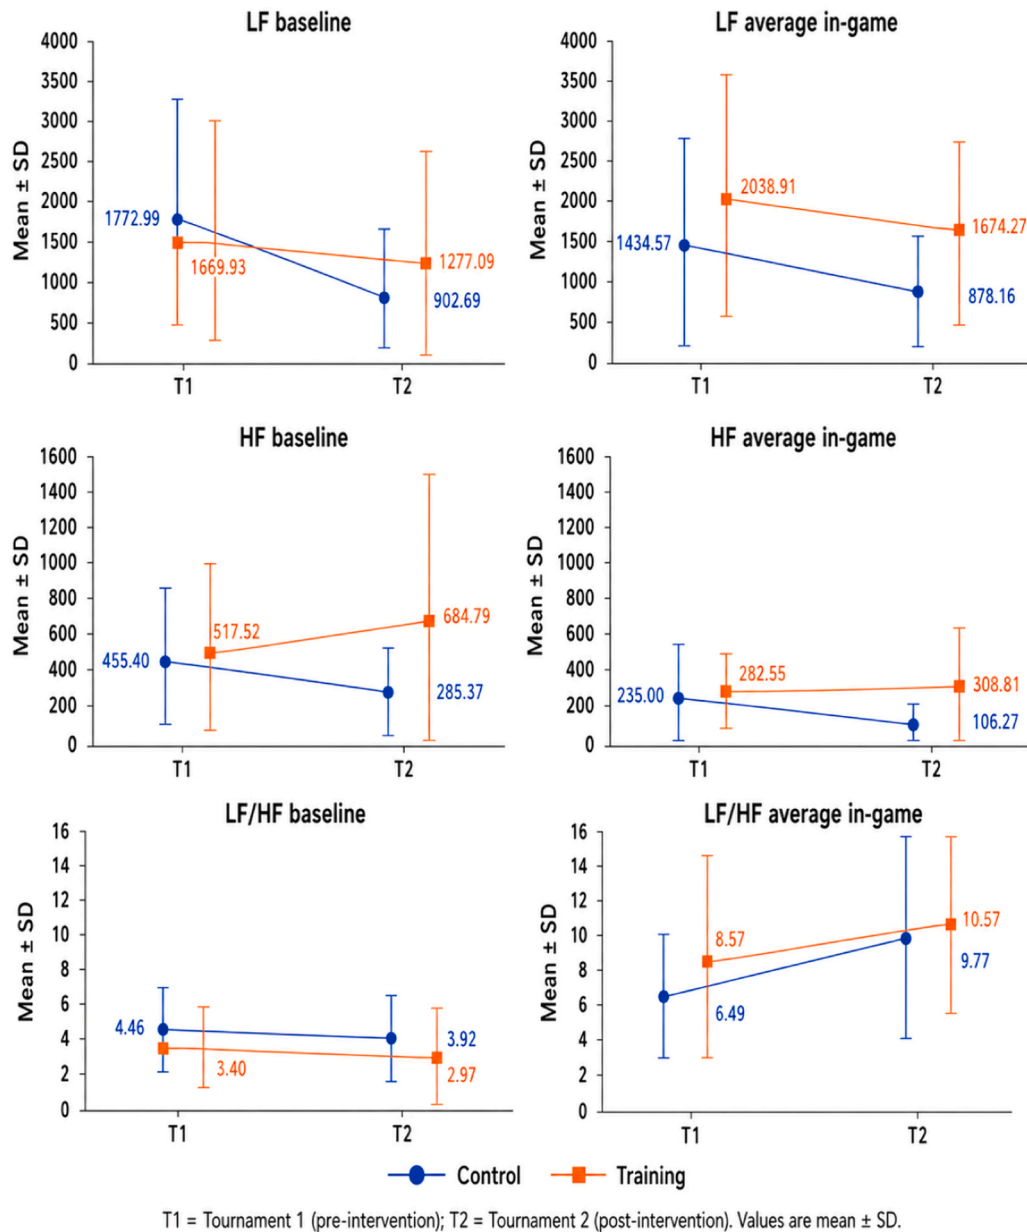 LF baseline
4000
3500
3000
2500
2000
1500
1000
500
0
Mean ± SD
1772.99
1669.93
1277.09
902.69
T1
T2
LF average in-game
4000
3500
3000
2500
2000
1500
1000
500
0
Mean ± SD
1434.57
2038.91
1674.27
878.16
T1
T2
HF baseline
1600
1400
1200
1000
800
600
400
200
0
Mean ± SD
455.40
517.52
684.79
285.37
T1
T2
HF average in-game
1600
1400
1200
1000
800
600
400
200
0
Mean ± SD
235.00
282.55
308.81
106.27
T1
T2
LF/HF baseline
16
14
12
10
8
6
4
2
0
Mean ± SD
4.46
3.40
3.92
2.97
T1
T2
LF/HF average in-game
16
14
12
10
8
6
4
2
0
Mean ± SD
8.57
6.49
10.57
9.77
T1
T2
Control
Training
T1 = Tournament 1 (pre-intervention); T2 = Tournament 2 (post-intervention). Values are mean ± SD.